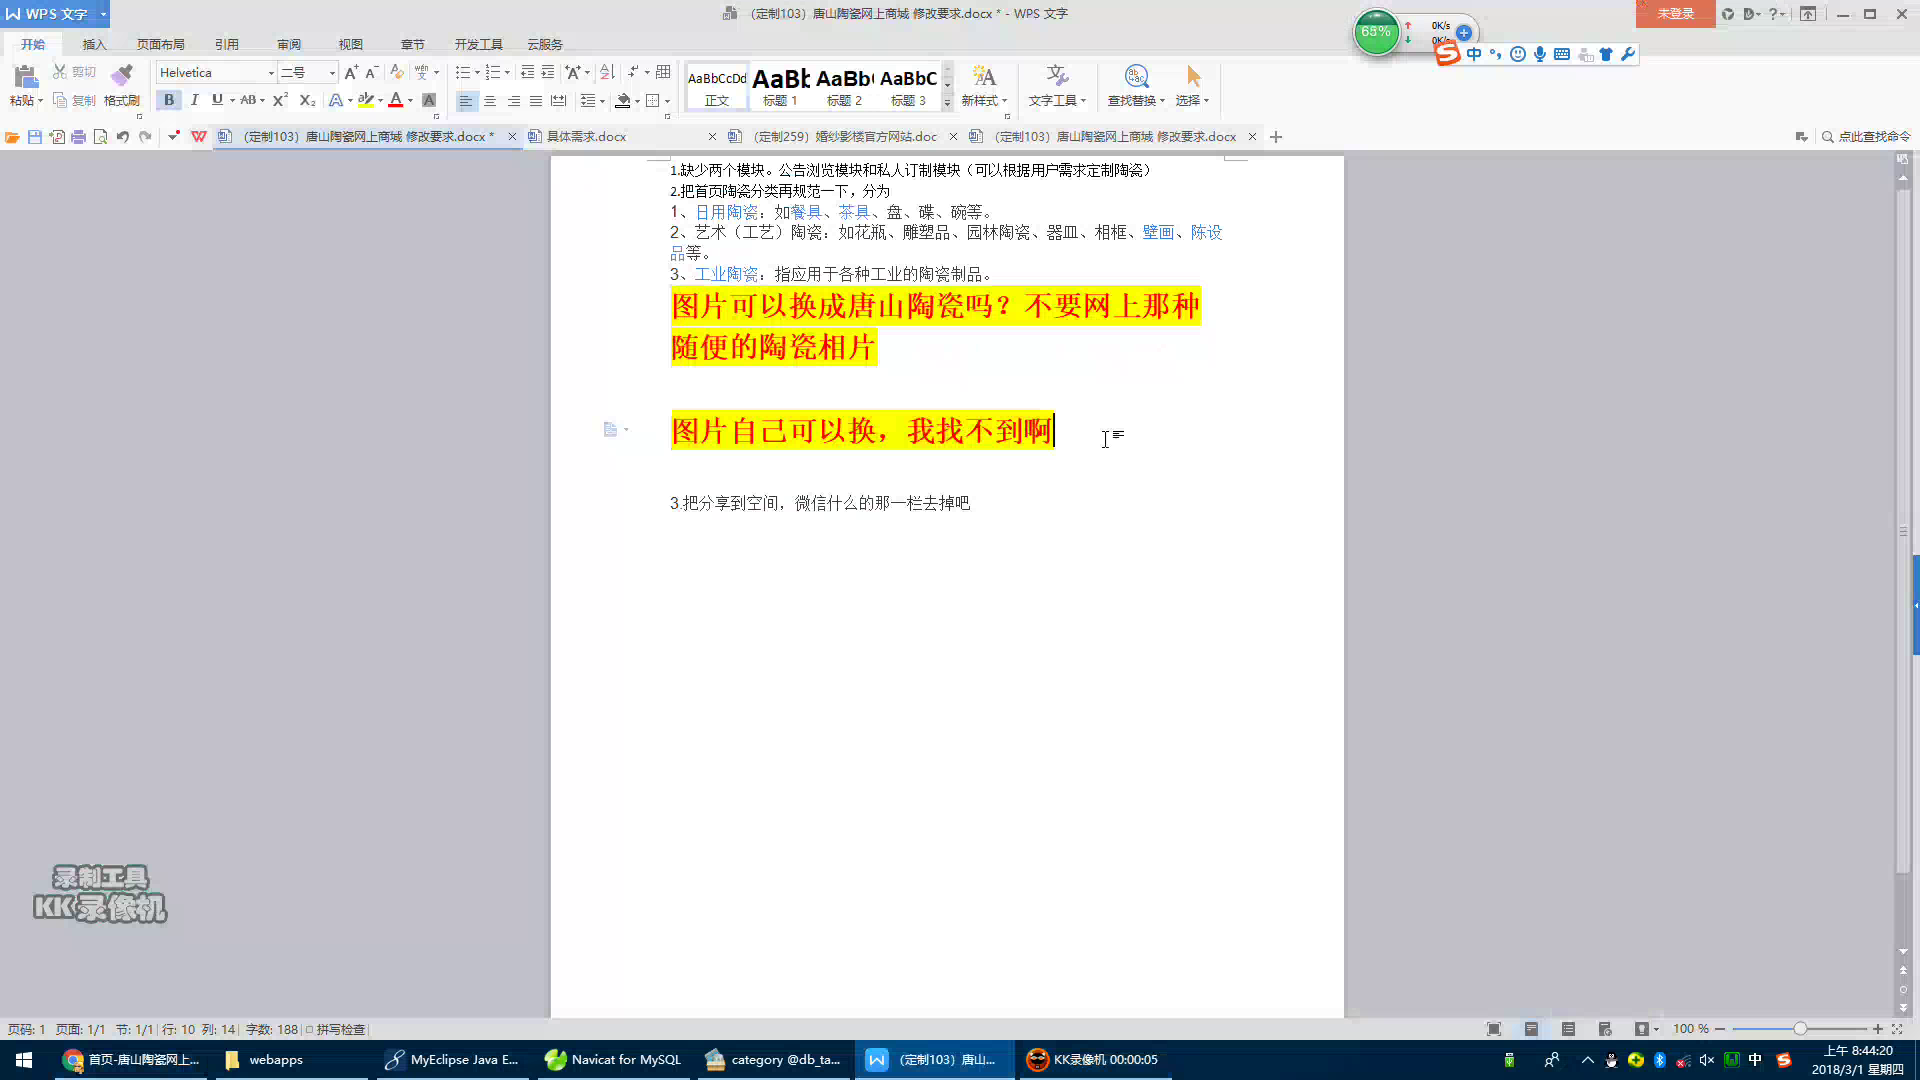 WPS 文字
（定制103）唐山陶瓷网上商城 修改要求.docx * - WPS 文字
65%
0K/s
0K/s
未登录
开始
插入
页面布局
引用
审阅
视图
章节
开发工具
云服务
中
粘贴
剪切
复制
格式刷
Helvetica
二号
AaBbCcDd
正文
AaBb
标题 1
AaBb(
标题 2
AaBbC
标题 3
新样式
文字工具
查找替换
选择
（定制103）唐山陶瓷网上商城 修改要求.docx *
具体需求.docx
（定制259）婚纱影楼官方网站.doc
（定制103）唐山陶瓷网上商城 修改要求.docx
点此查找命令
1.缺少两个模块。公告浏览模块和私人订制模块（可以根据用户需求定制陶瓷）
2.把首页陶瓷分类再规范一下，分为
1、日用陶瓷：如餐具、茶具、盘、碟、碗等。
2、艺术（工艺）陶瓷：如花瓶、雕塑品、园林陶瓷、器皿、相框、壁画、陈设
品等。
3、工业陶瓷：指应用于各种工业的陶瓷制品。
图片可以换成唐山陶瓷吗？不要网上那种
随便的陶瓷相片
图片自己可以换，我找不到啊
3.把分享到空间，微信什么的那一栏去掉吧
录制工具
KK录像机
页码: 1 页面: 1/1 节: 1/1 行: 10 列: 14 字数: 188 拼写检查
100 %
首页-唐山陶瓷网上...
webapps
MyEclipse Java E...
Navicat for MySQL
category @db_ta...
（定制103）唐山...
KK录像机 00:00:05
中
上午 8:44:20
2018/3/1 星期四